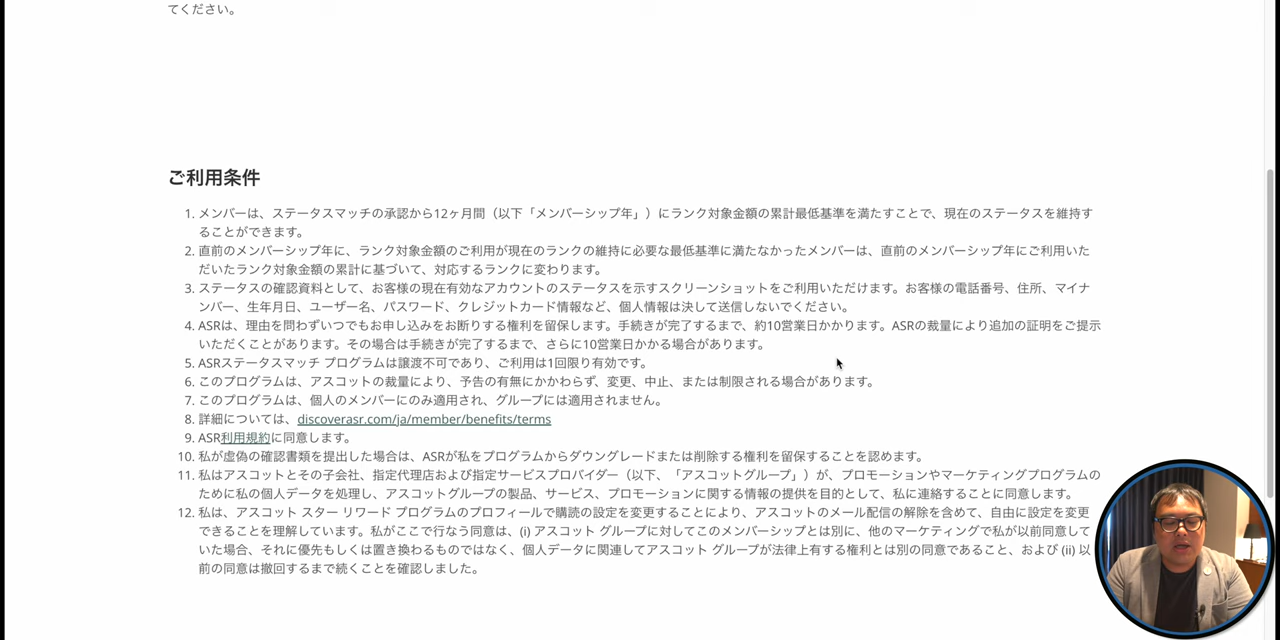 てください。
ご利用条件
1. メンバーは、ステータスマッチの承認から12ヶ月間（以下「メンバーシップ年」）にランク対象金額の累計最低基準を満たすことで、現在のステータスを維持す
ることができます。
2. 直前のメンバーシップ年に、ランク対象金額のご利用が現在のランクの維持に必要な最低基準に満たなかったメンバーは、直前のメンバーシップ年にご利用いた
だいたランク対象金額の累計に基づいて、対応するランクに変わります。
3. ステータスの確認資料として、お客様の現在有効なアカウントのステータスを示すスクリーンショットをご利用いただけます。お客様の電話番号、住所、マイナ
ンバー、生年月日、ユーザー名、パスワード、クレジットカード情報など、個人情報は決して送信しないでください。
4. ASRは、理由を問わずいつでもお申し込みをお断りする権利を留保します。手続きが完了するまで、約10営業日かかります。ASRの裁量により追加の証明をご提示
いただくことがあります。その場合は手続きが完了するまで、さらに10営業日かかる場合があります。
5. ASRステータスマッチ プログラムは譲渡不可であり、ご利用は1回限り有効です。
6. このプログラムは、アスコットの裁量により、予告の有無にかかわらず、変更、中止、または制限される場合があります。
7. このプログラムは、個人のメンバーにのみ適用され、グループには適用されません。
8. 詳細については、discoverasr.com/ja/member/benefits/terms
9. ASR利用規約に同意します。
10. 私が虚偽の確認書類を提出した場合は、ASRが私をプログラムからダウングレードまたは削除する権利を留保することを認めます。
11. 私はアスコットとその子会社、指定代理店および指定サービスプロバイダー（以下、「アスコットグループ」）が、プロモーションやマーケティングプログラムの
ために私の個人データを処理し、アスコットグループの製品、サービス、プロモーションに関する情報の提供を目的として、私に連絡することに同意します。
12. 私は、アスコット スター リワード プログラムのプロフィールで購読の設定を変更することにより、アスコットのメール配信の解除を含めて、自由に設定を変更
できることを理解しています。私がここで行なう同意は、(i) アスコット グループに対してこのメンバーシップとは別に、他のマーケティングで私が以前同意して
いた場合、それに優先もしくは置き換わるものではなく、個人データに関連してアスコット グループが法律上有する権利とは別の同意であること、および (ii) 以
前の同意は撤回するまで続くことを確認しました。